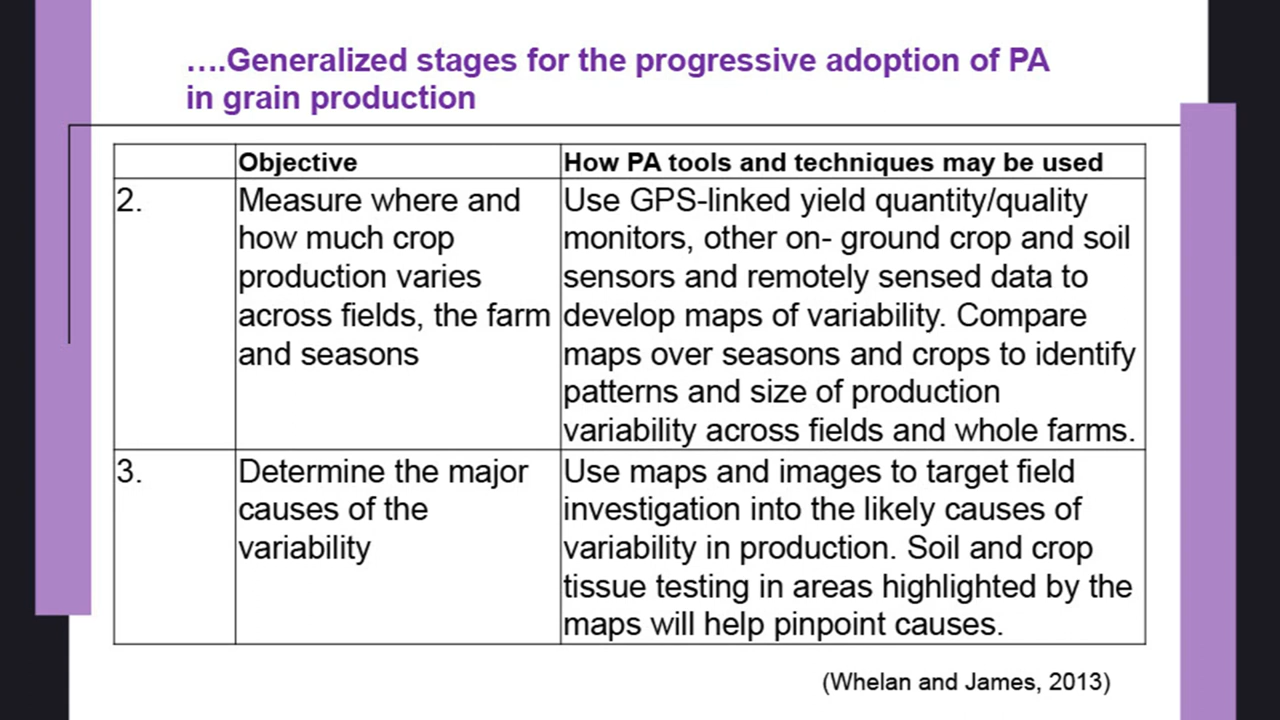 ….Generalized stages for the progressive adoption of PA
in grain production
Objective
How PA tools and techniques may be used
2.
Measure where and
how much crop
production varies
across fields, the farm
and seasons
Use GPS-linked yield quantity/quality
monitors, other on- ground crop and soil
sensors and remotely sensed data to
develop maps of variability. Compare
maps over seasons and crops to identify
patterns and size of production
variability across fields and whole farms.
3.
Determine the major
causes of the
variability
Use maps and images to target field
investigation into the likely causes of
variability in production. Soil and crop
tissue testing in areas highlighted by the
maps will help pinpoint causes.
(Whelan and James, 2013)